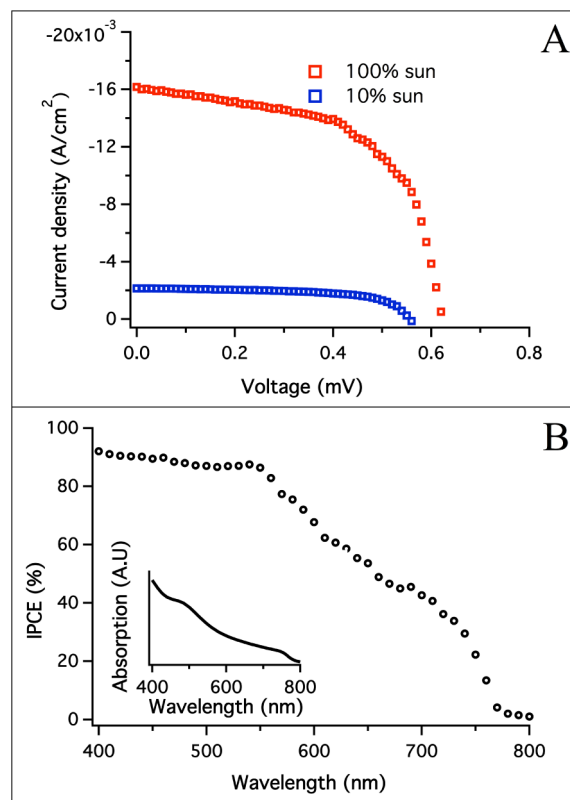 A
-20x10⁻³
-16
-12
-8
-4
0
Current density (A/cm²)
100% sun
10% sun
0.0 0.2 0.4 0.6 0.8
Voltage (mV)
B
100
80
60
40
20
0
IPCE (%)
Absorption (A.U)
400 600 800
Wavelength (nm)
400 500 600 700 800
Wavelength (nm)